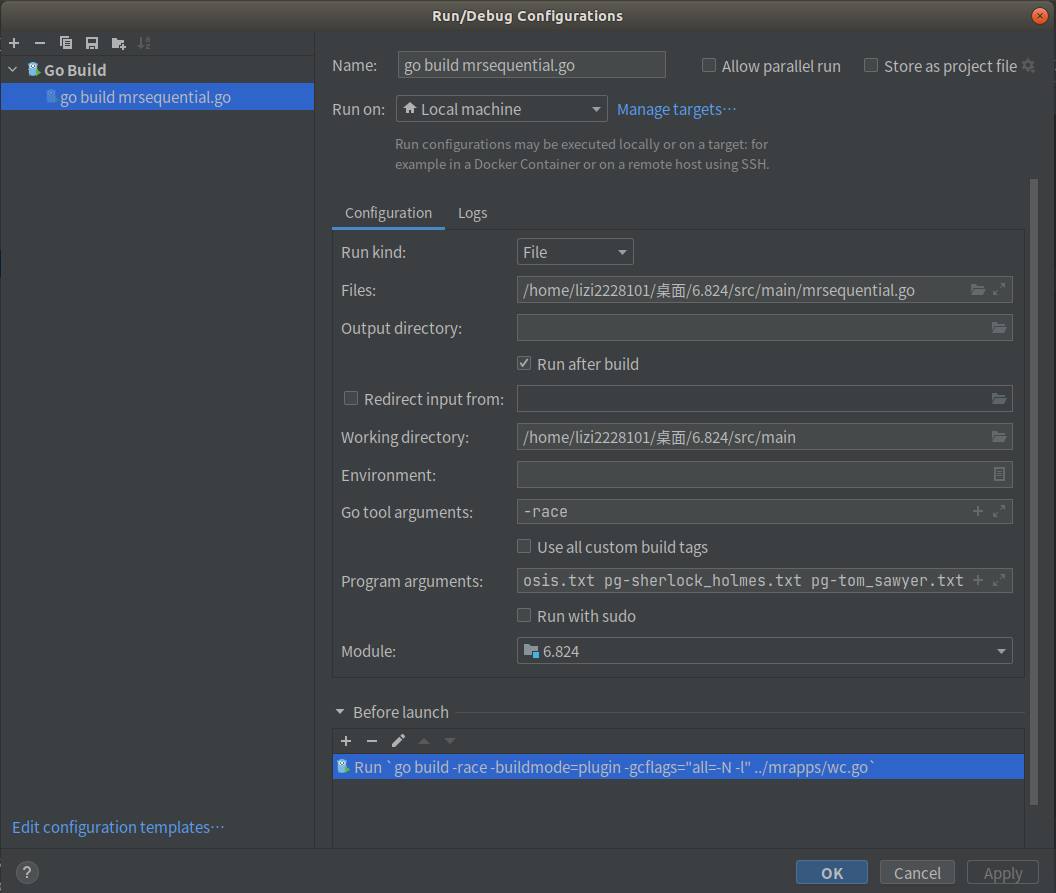 Run/Debug Configurations
Go Build
go build mrsequential.go
Name:
go build mrsequential.go
Allow parallel run
Store as project file
Run on:
Local machine
Manage targets...
Run configurations may be executed locally or on a target: for
example in a Docker Container or on a remote host using SSH.
Configuration
Logs
Run kind:
File
Files:
/home/lizi2228101/桌面/6.824/src/main/mrsequential.go
Output directory:
Run after build
Redirect input from:
Working directory:
/home/lizi2228101/桌面/6.824/src/main
Environment:
Go tool arguments:
-race
Use all custom build tags
Program arguments:
osis.txt pg-sherlock_holmes.txt pg-tom_sawyer.txt
Run with sudo
Module:
6.824
Before launch
Run `go build -race -buildmode=plugin -gcflags="all=-N -l" ../mrapps/wc.go`
Edit configuration templates...
?
OK
Cancel
Apply